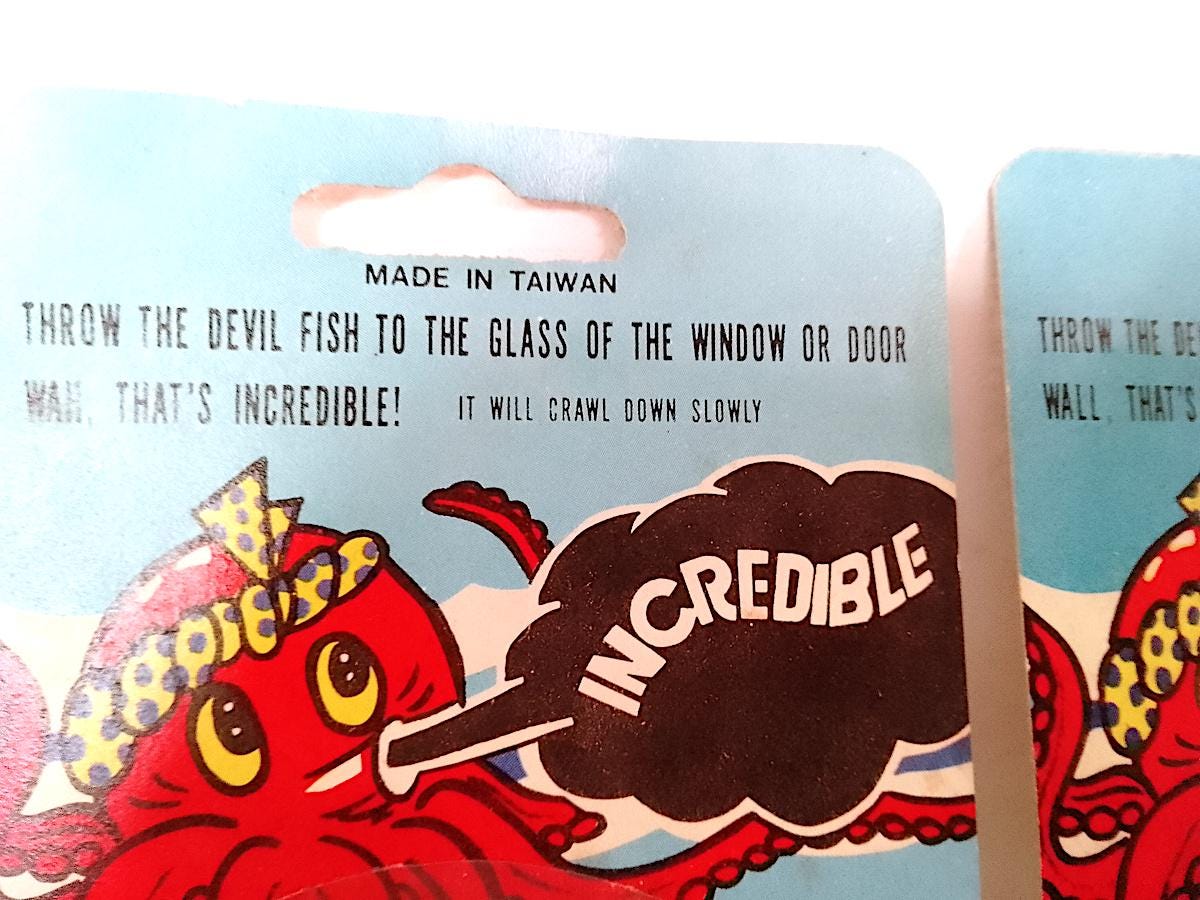 MADE IN TAIWAN
THROW THE DEVIL FISH TO THE GLASS OF THE WINDOW OR DOOR
WAH, THAT'S INCREDIBLE! IT WILL CRAWL DOWN SLOWLY
INCREDIBLE
THROW THE DE
WALL, THAT'S